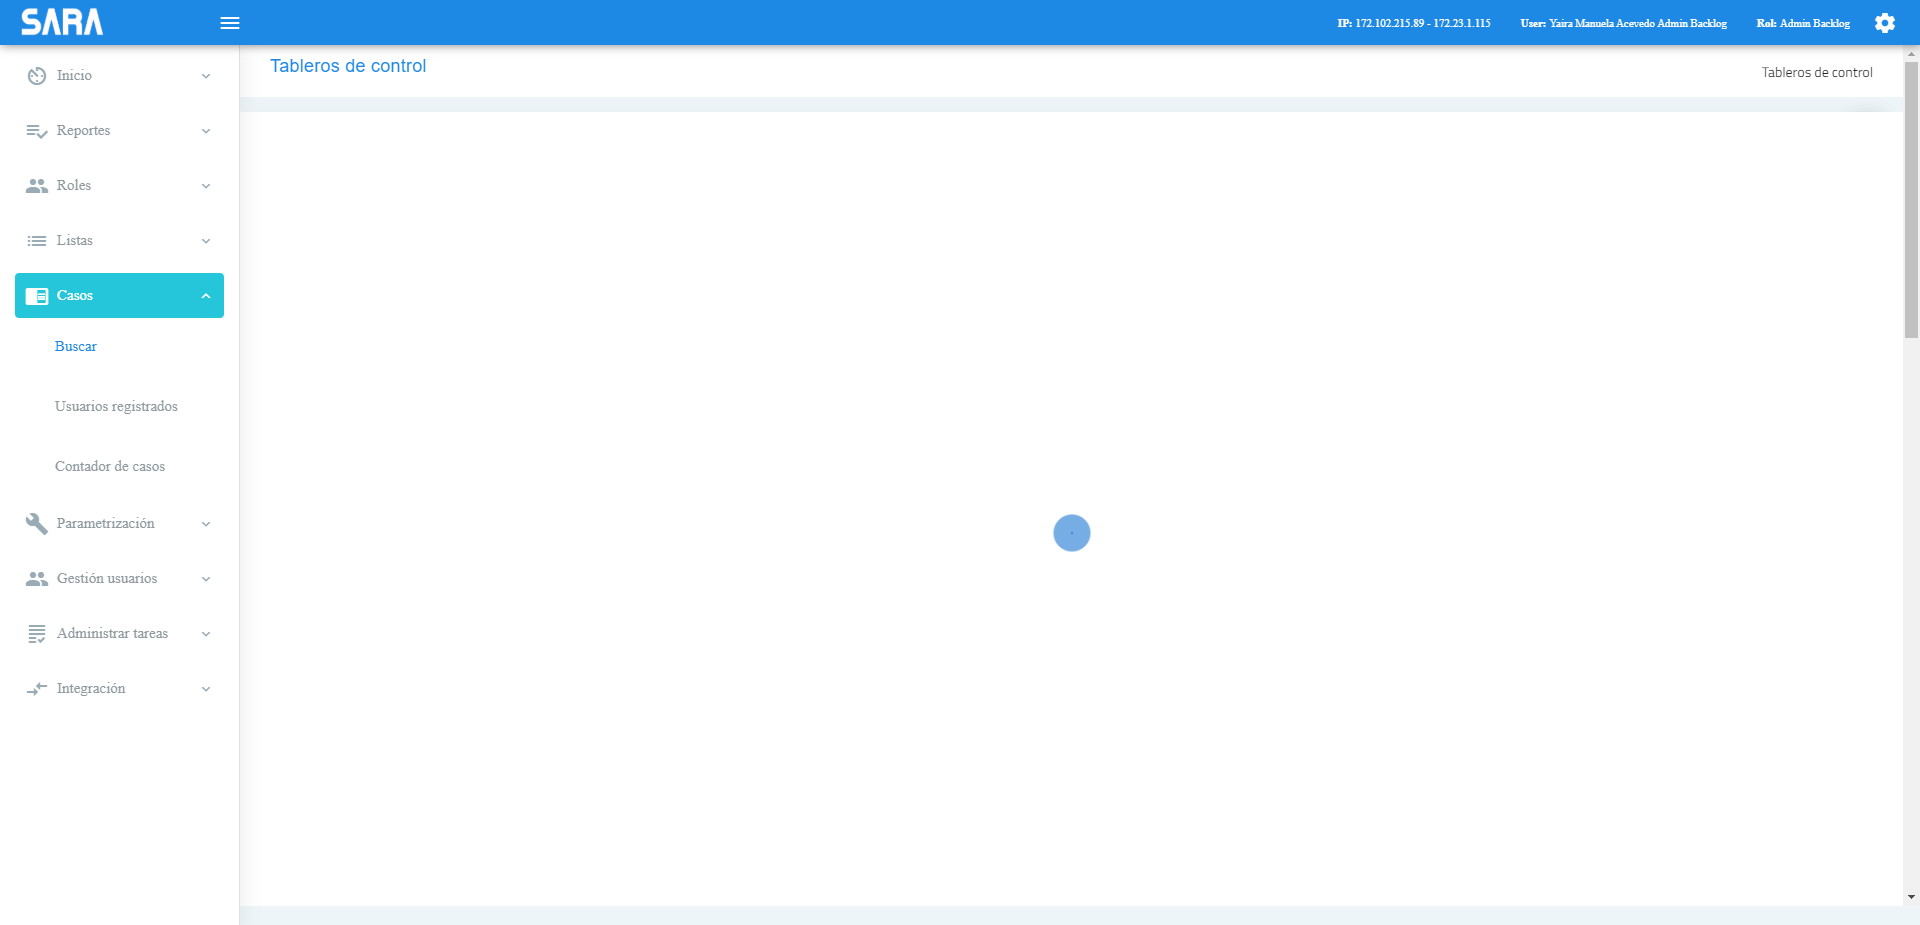 SARA
IP: 172.102.215.89 - 172.23.1.115
User: Yaira Manuela Acevedo Admin Backlog
Rol: Admin Backlog
Tableros de control
Tableros de control
Inicio
Reportes
Roles
Listas
Casos
Buscar
Usuarios registrados
Contador de casos
Parametrización
Gestión usuarios
Administrar tareas
Integración